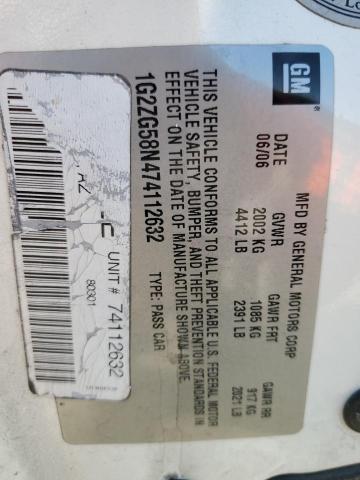 GM
MFD BY GENERAL MOTORS CORP
DATE GVWR GAWR FRT GAWR RR
06/06 2002 KG 1085 KG 917 KG
4412 LB 2391 LB 2021 LB
THIS VEHICLE CONFORMS TO ALL APPLICABLE U.S. FEDERAL MOTOR
VEHICLE SAFETY, BUMPER, AND THEFT PREVENTION STANDARDS IN
EFFECT ON THE DATE OF MANUFACTURE SHOWN ABOVE.
1G2ZG58N474112632 TYPE: PASS CAR
, AZ
UNIT # 74112632
80301